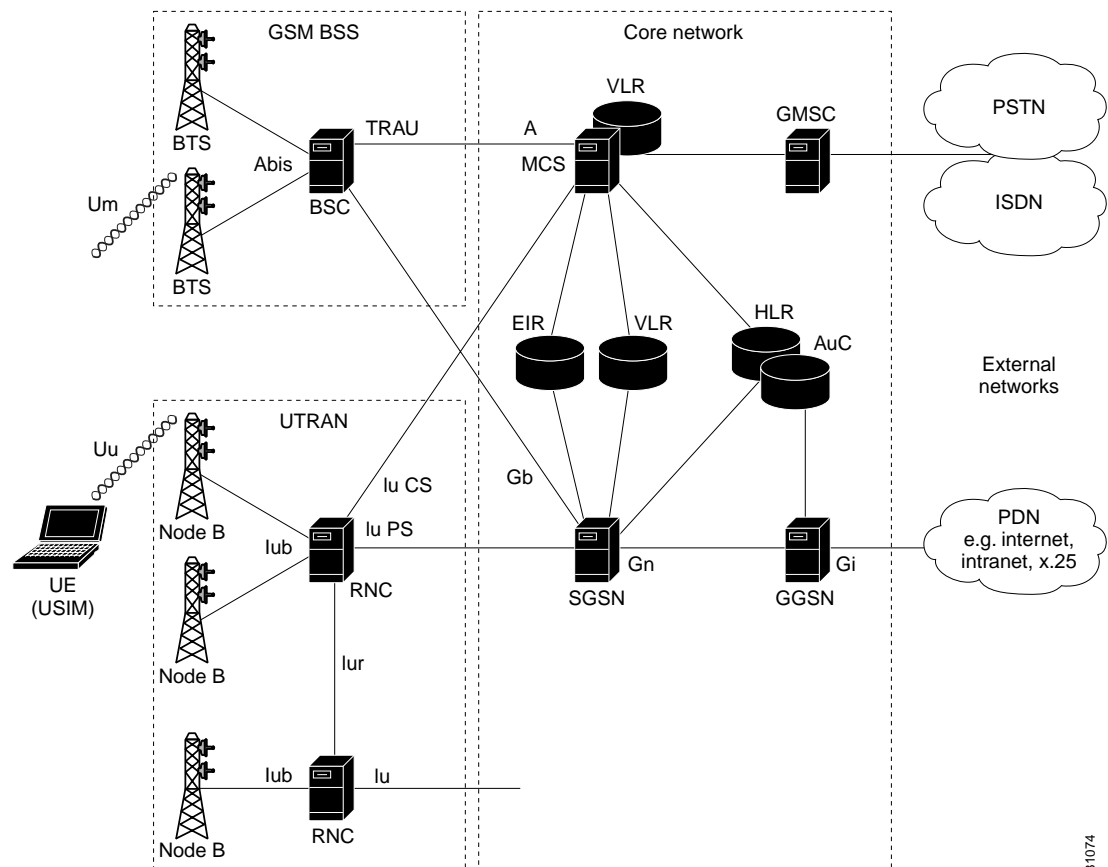 GSM BSS
Core network
VLR
GMSC
PSTN
BTS
TRAU
A
MCS
Abis
BSC
Um
ISDN
BTS
EIR
VLR
HLR
AuC
External
networks
UTRAN
Uu
Iu CS
Gb
Node B
Iub
Iu PS
RNC
Gn
SGSN
Gi
GGSN
PDN
e.g. internet,
intranet, x.25
UE
(USIM)
Node B
Iur
Iub
Iu
RNC
Node B